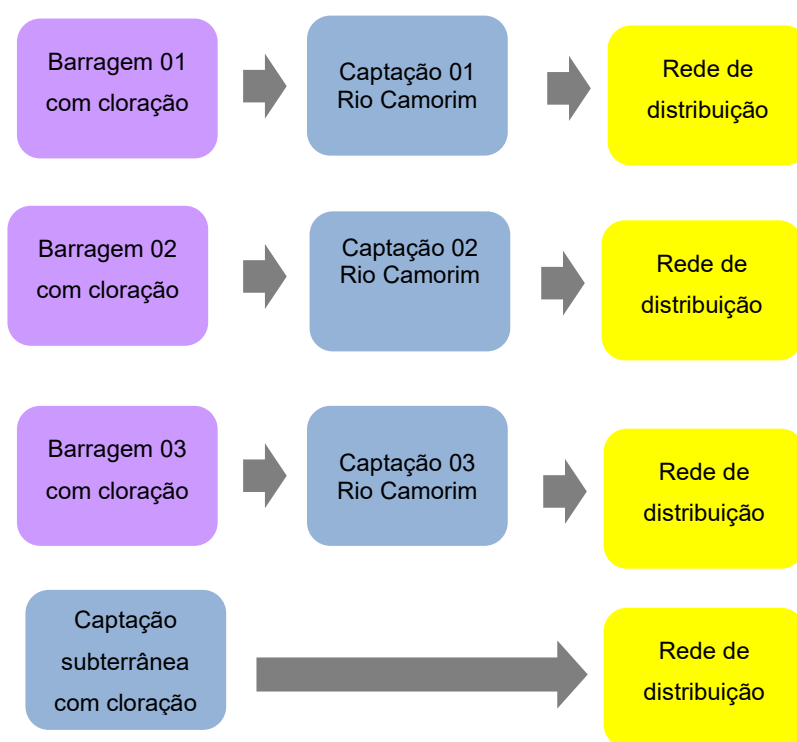 Barragem 01
com cloração
Captação 01
Rio Camorim
Rede de
distribuição
Barragem 02
com cloração
Captação 02
Rio Camorim
Rede de
distribuição
Barragem 03
com cloração
Captação 03
Rio Camorim
Rede de
distribuição
Captação
subterrânea
com cloração
Rede de
distribuição